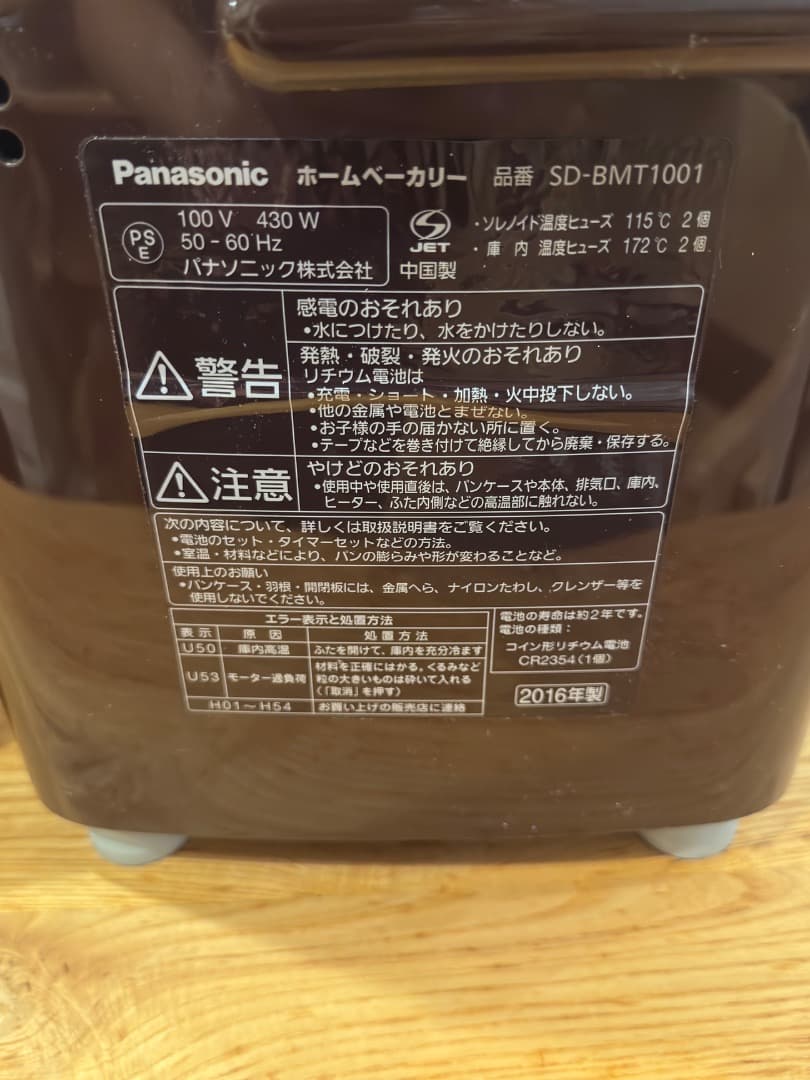 Panasonic ホームベーカリー 品番 SD-BMT1001
PSE 100 V 430 W
50 - 60 Hz
パナソニック株式会社
JET
中国製
・ソレノイド温度ヒューズ 115℃ 2個
・庫内 温度ヒューズ 172℃ 2個
警告
感電のおそれあり
•水につけたり、水をかけたりしない。
発熱・破裂・発火のおそれあり
リチウム電池は
•充電・ショート・加熱・火中投下しない。
•他の金属や電池とまぜない。
•お子様の手の届かない所に置く。
•テープなどを巻き付けて絶縁してから廃棄・保存する。
注意
やけどのおそれあり
•使用中や使用直後は、パンケースや本体、排気口、庫内、
ヒーター、ふた内側などの高温部に触れない。
次の内容について、詳しくは取扱説明書をご覧ください。
•電池のセット・タイマーセットなどの方法。
•室温・材料などにより、パンの膨らみや形が変わることなど。
使用上のお願い
•パンケース・羽根・開閉板には、金属へら、ナイロンたわし、クレンザー等を
使用しないでください。
エラー表示と処置方法
表示 原因 処置方法
U50 庫内高温 ふたを開けて、庫内を充分冷ます
U53 モーター過負荷 材料を正確にはかる。くるみなど
粒の大きいものは砕いて入れる
(「取消」を押す)
H01～H54 お買い上げの販売店に連絡
電池の寿命は約2年です。
電池の種類：
コイン形リチウム電池
CR2354(1個)
2016年製